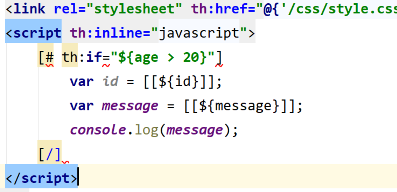 <link rel="stylesheet" th:href="@{'/css/style.css
<script th:inline="javascript">
[# th:if="${age > 20}"]
var id = [[${id}]];
var message = [[${message}]];
console.log(message);
[/]
</script>